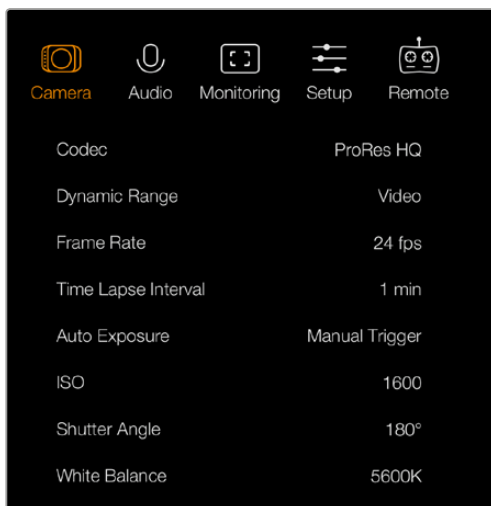 Camera Audio Monitoring Setup Remote
Codec ProRes HQ
Dynamic Range Video
Frame Rate 24 fps
Time Lapse Interval 1 min
Auto Exposure Manual Trigger
ISO 1600
Shutter Angle 180°
White Balance 5600K